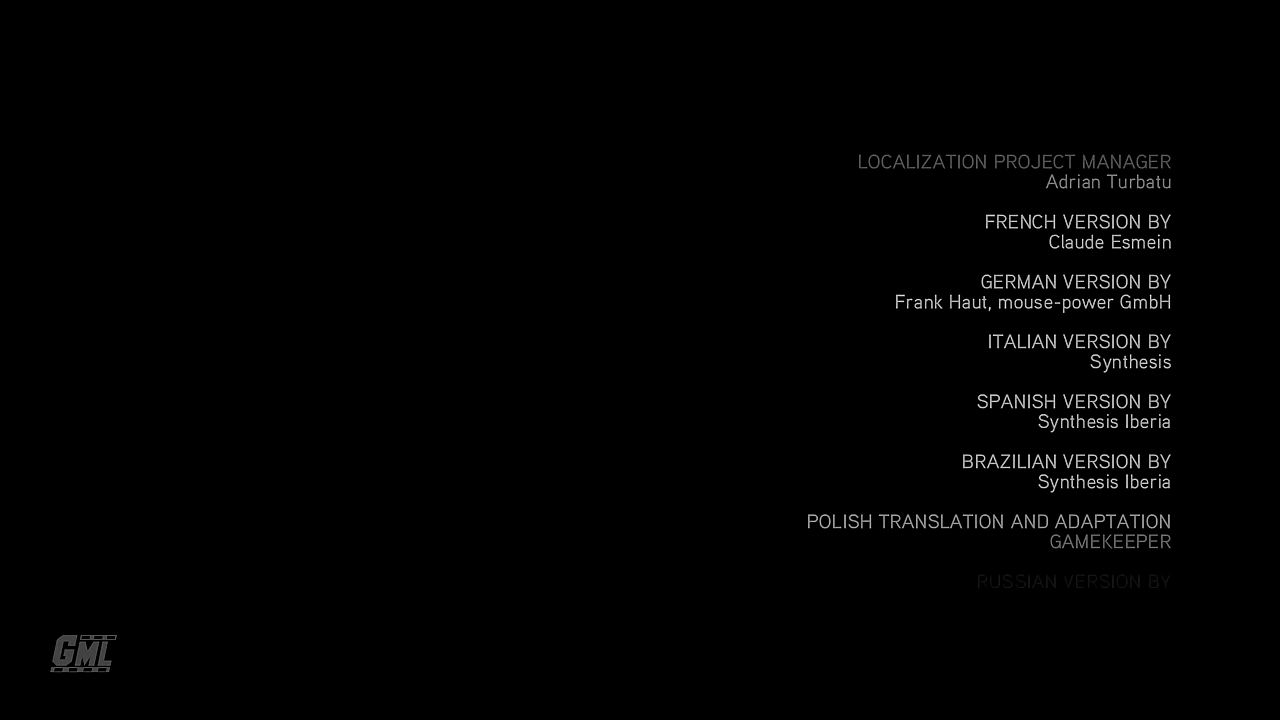 LOCALIZATION PROJECT MANAGER
Adrian Turbatu
FRENCH VERSION BY
Claude Esmein
GERMAN VERSION BY
Frank Haut, mouse-power GmbH
ITALIAN VERSION BY
Synthesis
SPANISH VERSION BY
Synthesis Iberia
BRAZILIAN VERSION BY
Synthesis Iberia
POLISH TRANSLATION AND ADAPTATION
GAMEKEEPER
RUSSIAN VERSION BY
GML